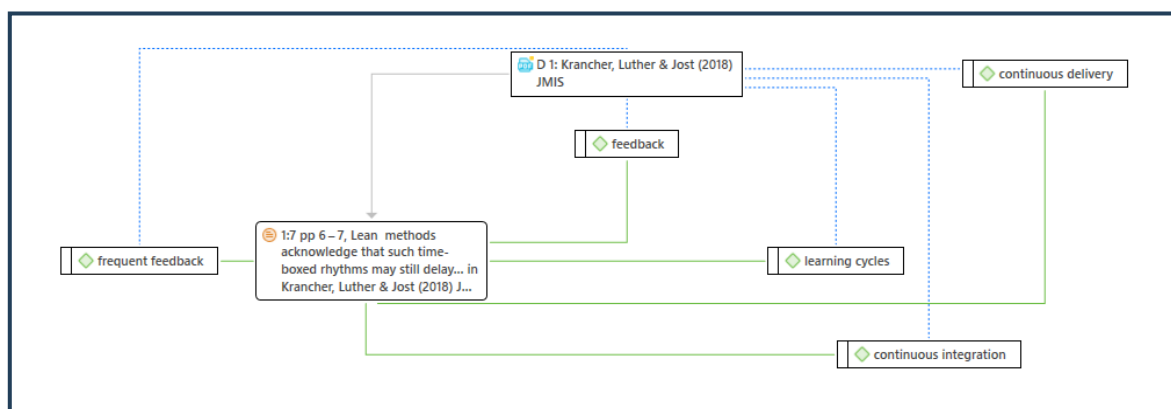 D 1: Krancher, Luther & Jost (2018)
JMIS
continuous delivery
feedback
1:7 pp 6 – 7, Lean methods
acknowledge that such time-
boxed rhythms may still delay... in
Krancher, Luther & Jost (2018) J...
frequent feedback
learning cycles
continuous integration